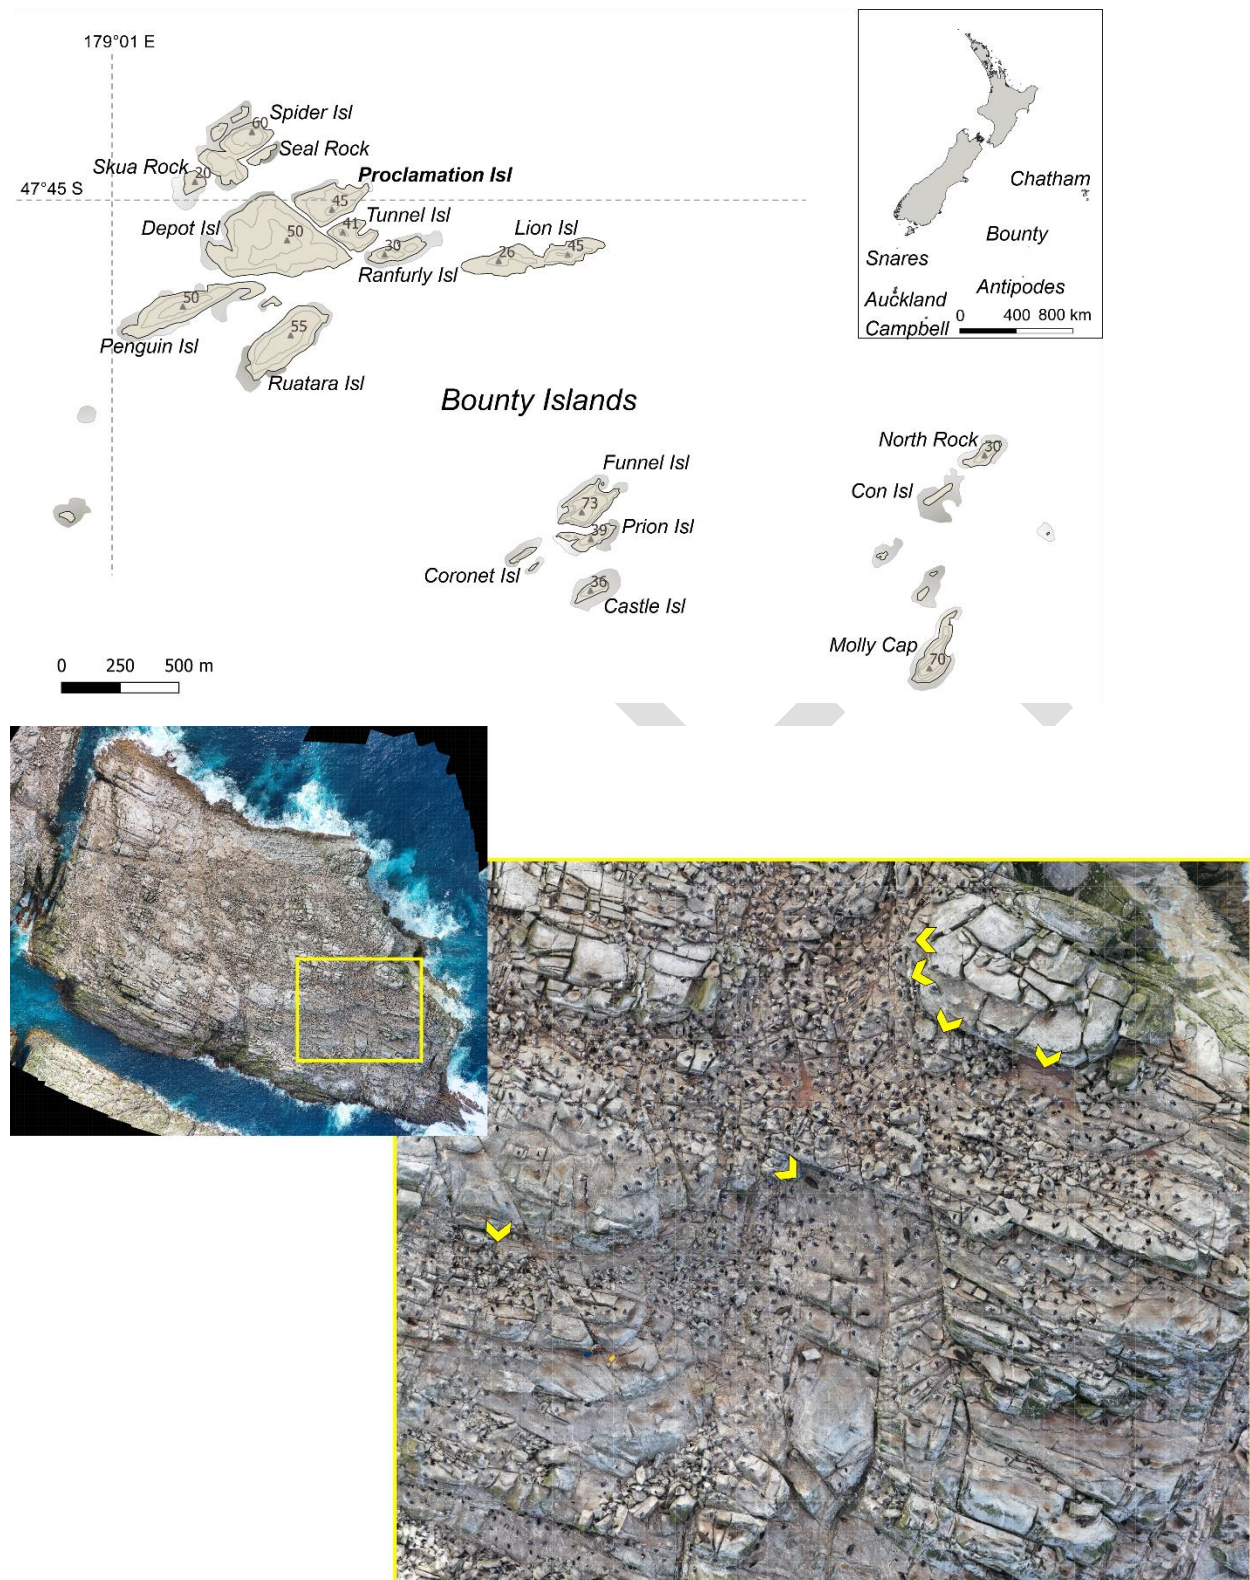 179°01 E
Spider Isl
60
Seal Rock
Skua Rock
20
Proclamation Isl
47°45 S
45
Tunnel Isl
Depot Isl
41
50
Lion Isl
30
26
45
Ranfurly Isl
50
Penguin Isl
55
Ruatara Isl
Bounty Islands
North Rock
30
Funnel Isl
Con Isl
73
Prion Isl
39
Coronet Isl
36
Castle Isl
Molly Cap
70
0 250 500 m
Chatham
Bounty
Snares
Antipodes
Auckland
0 400 800 km
Campbell